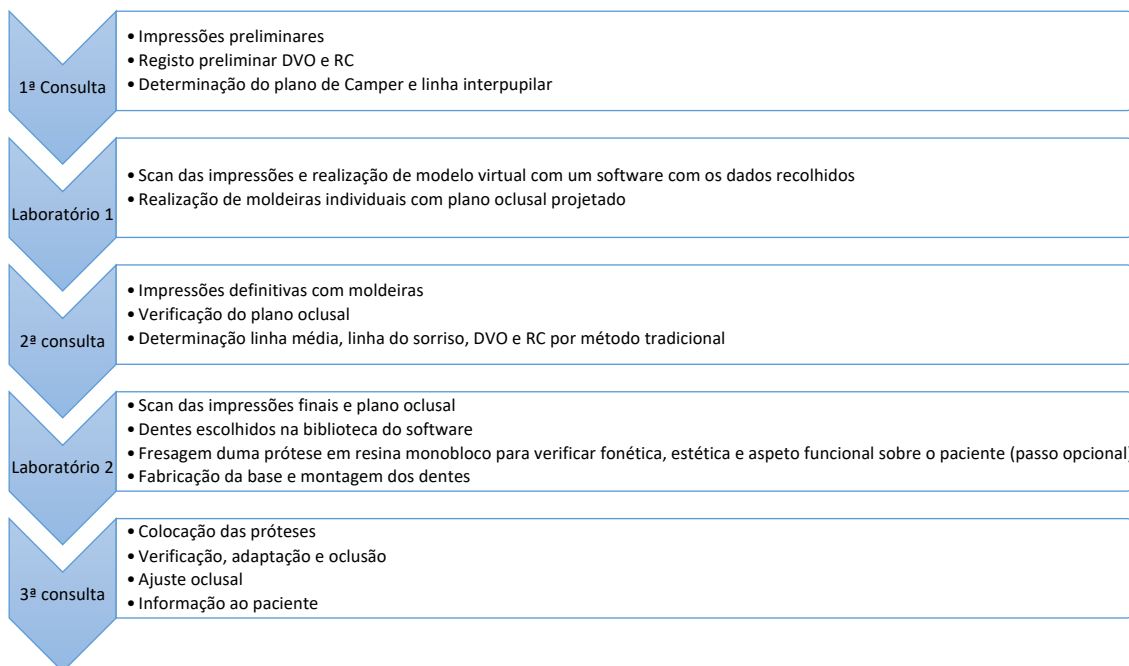 1ª Consulta
• Impressões preliminares
• Registo preliminar DVO e RC
• Determinação do plano de Camper e linha interpupilar
Laboratório 1
• Scan das impressões e realização de modelo virtual com um software com os dados recolhidos
• Realização de moldeiras individuais com plano oclusal projetado
2ª consulta
• Impressões definitivas com moldeiras
• Verificação do plano oclusal
• Determinação linha média, linha do sorriso, DVO e RC por método tradicional
Laboratório 2
• Scan das impressões finais e plano oclusal
• Dentes escolhidos na biblioteca do software
• Fresagem duma prótese em resina monobloco para verificar fonética, estética e aspeto funcional sobre o paciente (passo opcional)
• Fabricação da base e montagem dos dentes
3ª consulta
• Colocação das próteses
• Verificação, adaptação e oclusão
• Ajuste oclusal
• Informação ao paciente